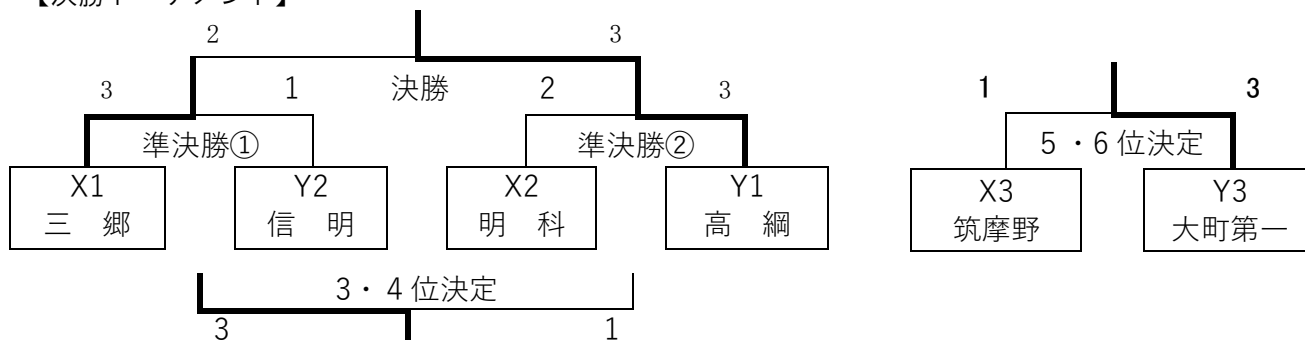 【決勝トーナメント】
2 3
3 1 決勝 2 3
準決勝① 準決勝②
X1 Y2 X2 Y1
三 郷 信 明 明 科 高 綱
3・4位決定
3 1
1 3
5・6位決定
X3 Y3
筑摩野 大町第一